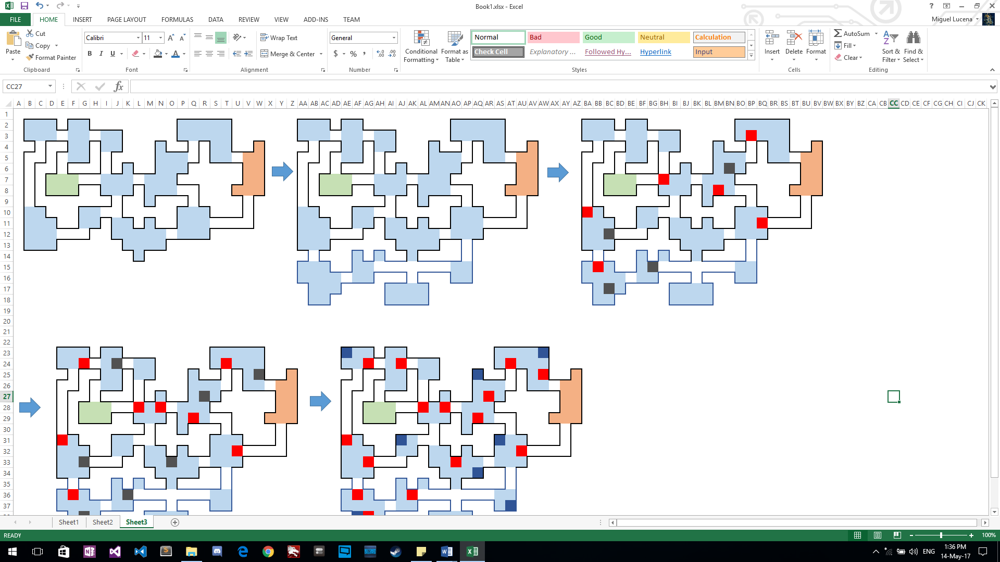 Book1.xlsx - Excel
FILE HOME INSERT PAGE LAYOUT FORMULAS DATA REVIEW VIEW ADD-INS TEAM Miguel Lucena
Cut
Copy
Format Painter
Paste
Clipboard
Calibri 11
B I U
Font
Wrap Text
Merge & Center
Alignment
General
$ % ,
Number
Conditional Formatting
Format as Table
Normal Bad Good Neutral Calculation
Check Cell Explanatory ... Followed Hy... Hyperlink Input
Styles
Insert Delete Format
Cells
AutoSum
Fill
Clear
Sort & Filter
Find & Select
Editing
CC27 fx
A B C D E F G H I J K L M N O P Q R S T U V W X Y Z AA AB AC AD AE AF AG AH AI AJ AK AL AM AN AO AP AQ AR AS AT AU AV AW AX AY AZ BA BB BC BD BE BF BG BH BI BJ BK BL BM BN BO BP BQ BR BS BT BU BV BW BX BY BZ CA CB CC CD CE CF CG CH CI CJ CK
1
2
3
4
5
6
7
8
9
10
11
12
13
14
15
16
17
18
19
20
21
22
23
24
25
26
27
28
29
30
31
32
33
34
35
36
37
Sheet1 Sheet2 Sheet3
READY 100%
ENG
1:36 PM
14-May-17